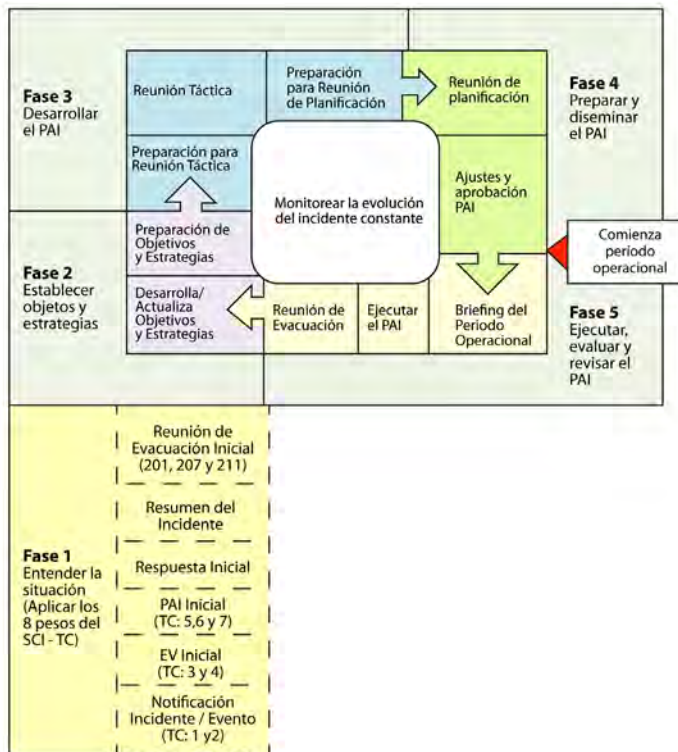 Fase 3
Desarrollar
el PAI
Reunión Táctica
Preparación
para Reunión
de Planificación
Reunión de
planificación
Fase 4
Preparar y
diseminar
el PAI
Preparación para
Reunión Táctica
Monitorear la evolución
del incidente constante
Ajustes y
aprobación
PAI
Preparación de
Objetivos
y Estrategias
Comienza
periodo
operacional
Fase 2
Establecer
objetos y
estrategias
Desarrolla/
Actualiza
Objetivos
y Estrategias
Reunión de
Evacuación
Ejecutar
el PAI
Briefing del
Periodo
Operacional
Fase 5
Ejecutar,
evaluar y
revisar el
PAI
Fase 1
Entender la
situación
(Aplicar los
8 pesos del
SCI - TC)
Reunión de
Evacuación Inicial
(201, 207 y 211)
Resumen del
Incidente
Respuesta Inicial
PAI Inicial
(TC: 5,6 y 7)
EV Inicial
(TC: 3 y 4)
Notificación
Incidente / Evento
(TC: 1 y2)